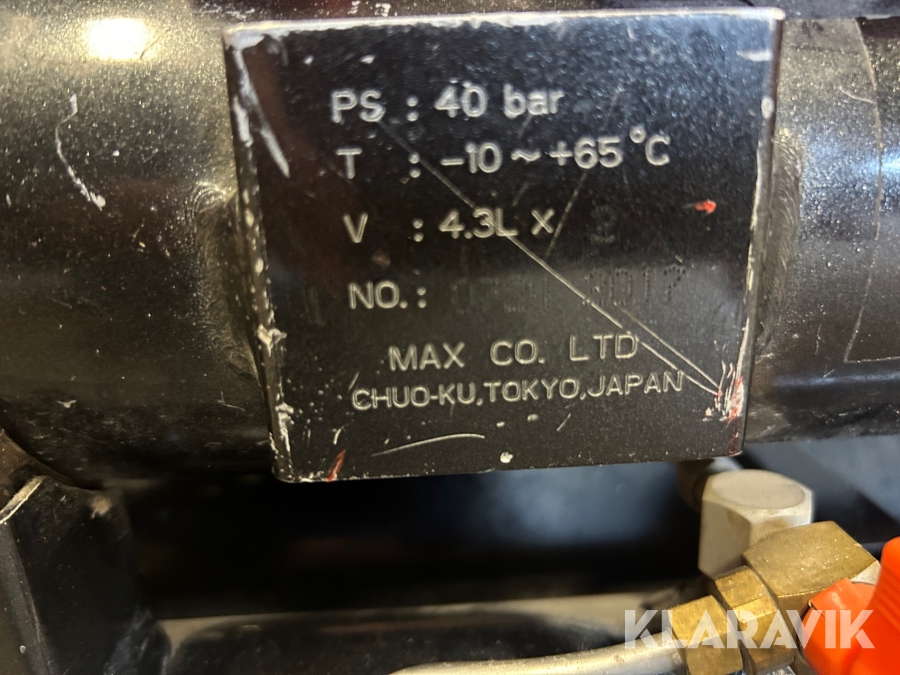 PS : 40 bar
T : -10 ~ +65°C
V : 4.3L X 2
NO. :
MAX CO. LTD
CHUO-KU, TOKYO, JAPAN
KLARAVIK